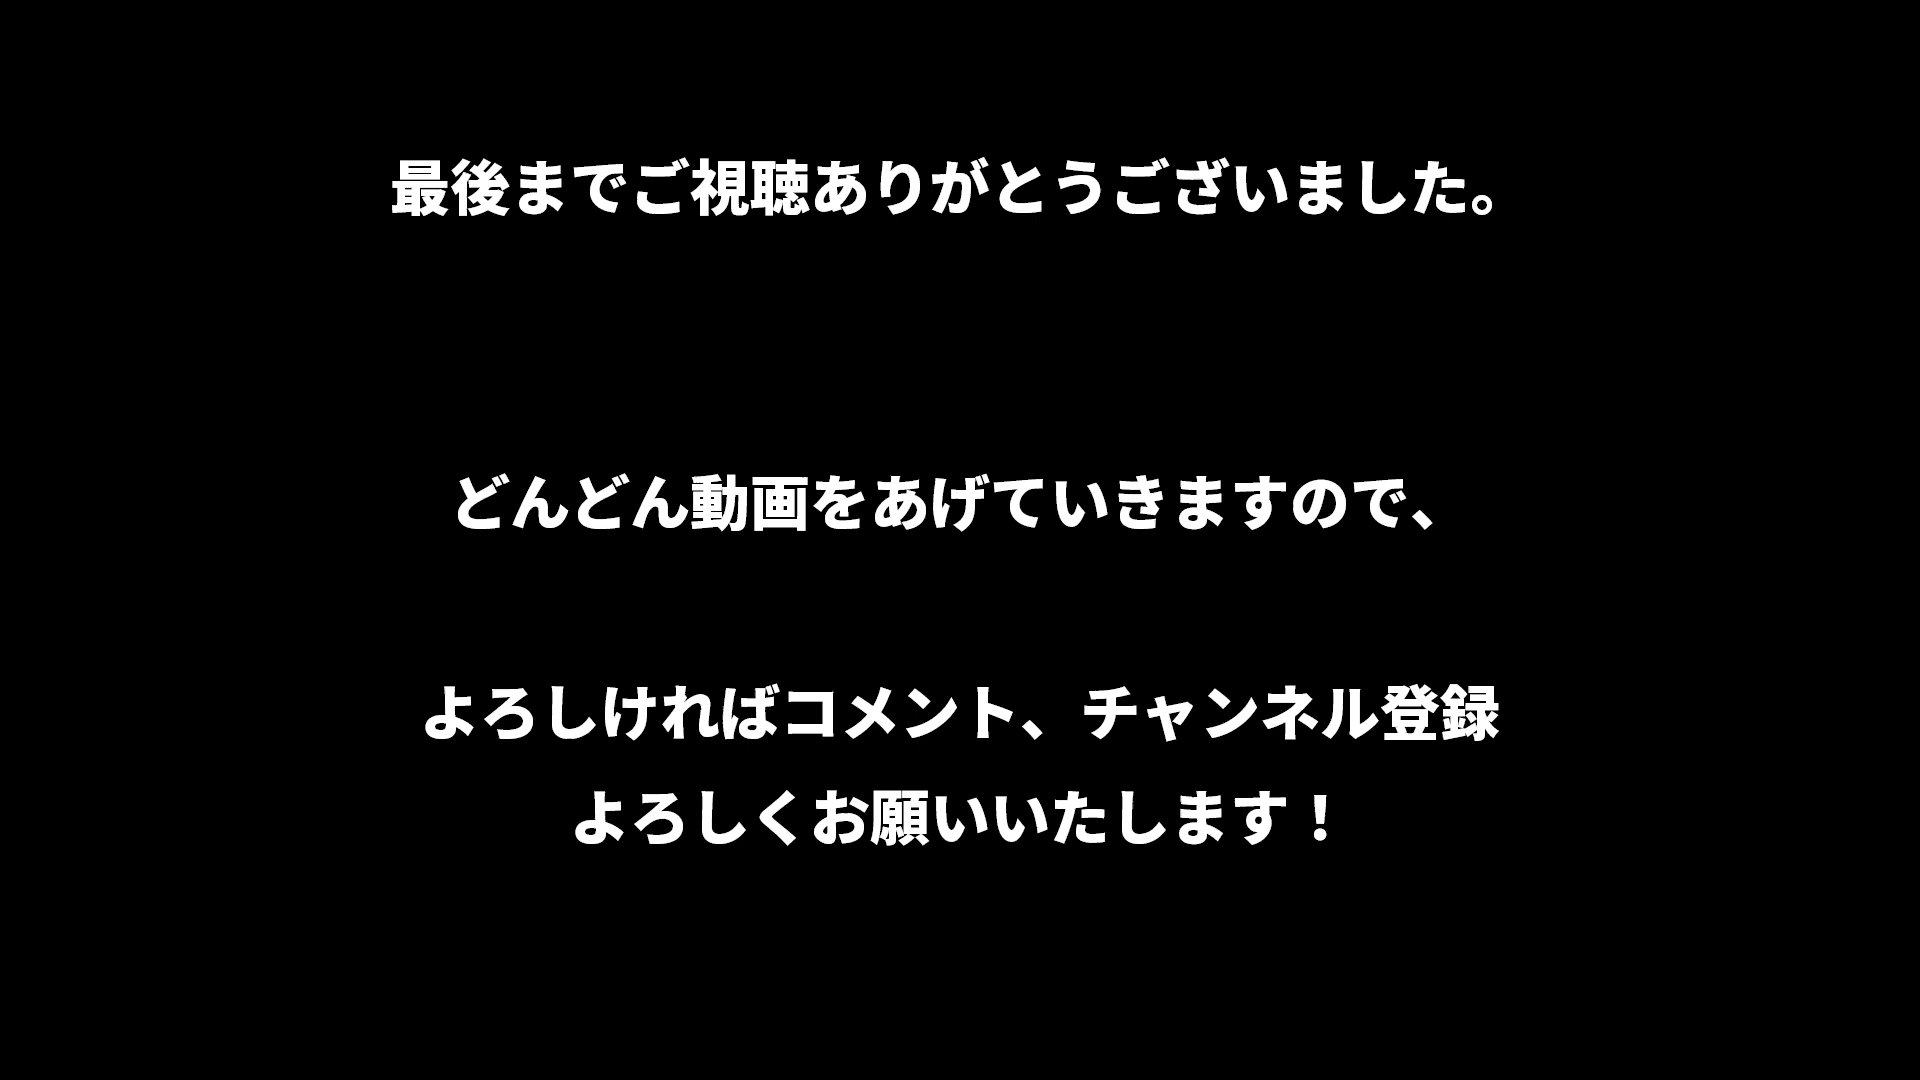 最後までご視聴ありがとうございました。
どんどん動画をあげていきますので、
よろしければコメント、チャンネル登録
よろしくお願いいたします！